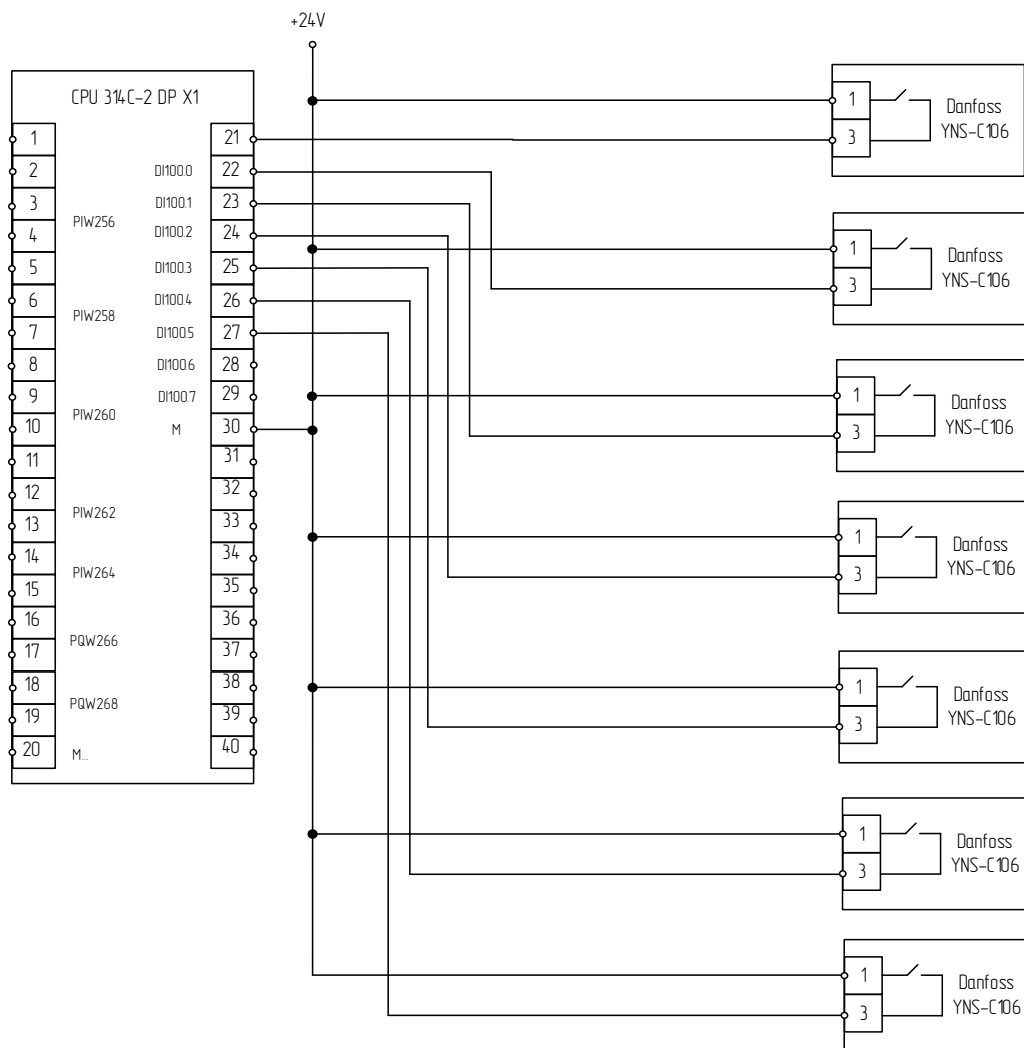 +24V
CPU 314C-2 DP X1
1
2
3
4
5
6
7
8
9
10
11
12
13
14
15
16
17
18
19
20
PIW256
PIW258
PIW260
PIW262
PIW264
PQW266
PQW268
M...
DI100.0
DI100.1
DI100.2
DI100.3
DI100.4
DI100.5
DI100.6
DI100.7
M
21
22
23
24
25
26
27
28
29
30
31
32
33
34
35
36
37
38
39
40
1
3
Danfoss
YNS-C106
1
3
Danfoss
YNS-C106
1
3
Danfoss
YNS-C106
1
3
Danfoss
YNS-C106
1
3
Danfoss
YNS-C106
1
3
Danfoss
YNS-C106
1
3
Danfoss
YNS-C106